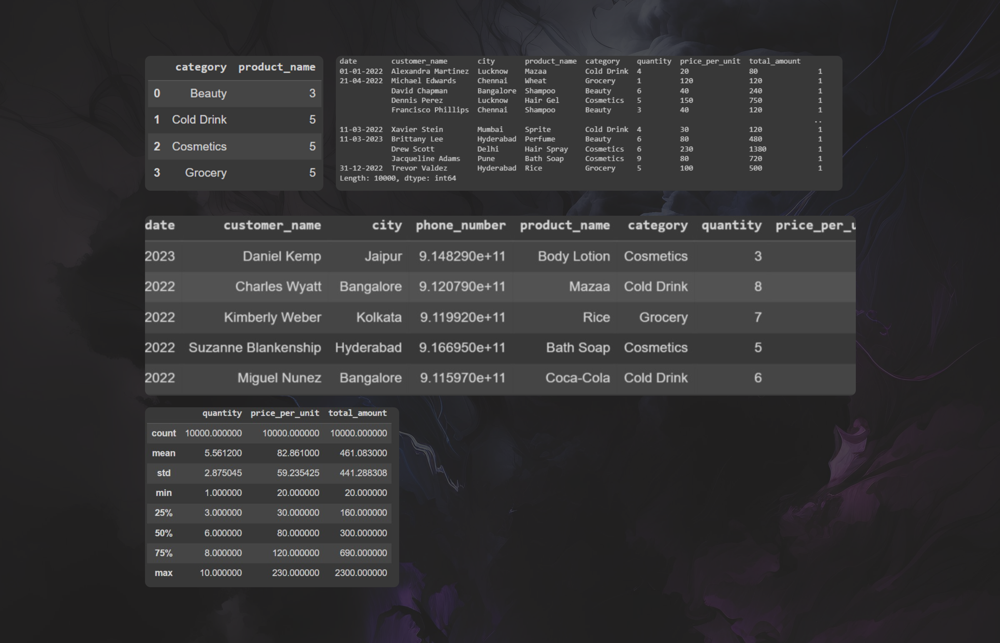 category product_name
0 Beauty 3
1 Cold Drink 5
2 Cosmetics 5
3 Grocery 5
date customer_name city product_name category quantity price_per_unit total_amount
01-01-2022 Alexandra Martinez Lucknow Mazaa Cold Drink 4 20 80 1
21-04-2022 Michael Edwards Chennai Wheat Grocery 1 120 120 1
David Chapman Bangalore Shampoo Beauty 6 40 240 1
Dennis Perez Lucknow Hair Gel Cosmetics 5 150 750 1
Francisco Phillips Chennai Shampoo Beauty 3 40 120 1
..
11-03-2022 Xavier Stein Mumbai Sprite Cold Drink 4 30 120 1
11-03-2023 Brittany Lee Hyderabad Perfume Beauty 6 80 480 1
Drew Scott Delhi Hair Spray Cosmetics 6 230 1380 1
Jacqueline Adams Pune Bath Soap Cosmetics 9 80 720 1
31-12-2022 Trevor Valdez Hyderabad Rice Grocery 5 100 500 1
Length: 10000, dtype: int64
date customer_name city phone_number product_name category quantity price_per_u
2023 Daniel Kemp Jaipur 9.148290e+11 Body Lotion Cosmetics 3
2022 Charles Wyatt Bangalore 9.120790e+11 Mazaa Cold Drink 8
2022 Kimberly Weber Kolkata 9.119920e+11 Rice Grocery 7
2022 Suzanne Blankenship Hyderabad 9.166950e+11 Bath Soap Cosmetics 5
2022 Miguel Nunez Bangalore 9.115970e+11 Coca-Cola Cold Drink 6
quantity price_per_unit total_amount
count 10000.000000 10000.000000 10000.000000
mean 5.561200 82.861000 461.083000
std 2.875045 59.235425 441.288308
min 1.000000 20.000000 20.000000
25% 3.000000 30.000000 160.000000
50% 6.000000 80.000000 300.000000
75% 8.000000 120.000000 690.000000
max 10.000000 230.000000 2300.000000